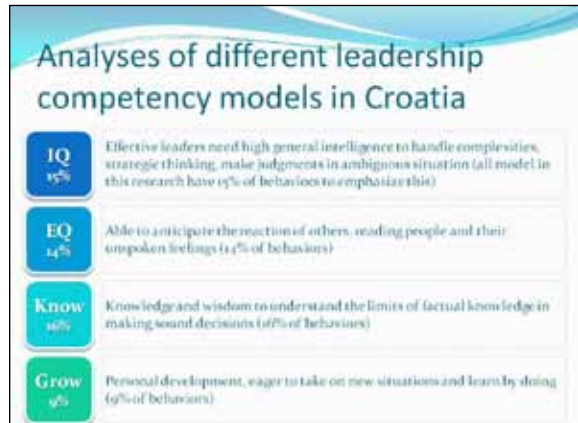 Analyses of different leadership
competency models in Croatia
IQ
15%
Effective leaders need high general intelligence to handle complexities,
strategic thinking, make judgments in ambiguous situation (all model in
this research have 15% of behaviors to emphasize this)
EQ
14%
Able to anticipate the reaction of others, reading people and their
unspoken feelings (14% of behaviors)
Know
16%
Knowledge and wisdom to understand the limits of factual knowledge in
making sound decisions (16% of behaviors)
Grow
9%
Personal development, eager to take on new situations and learn by doing
(9% of behaviors)